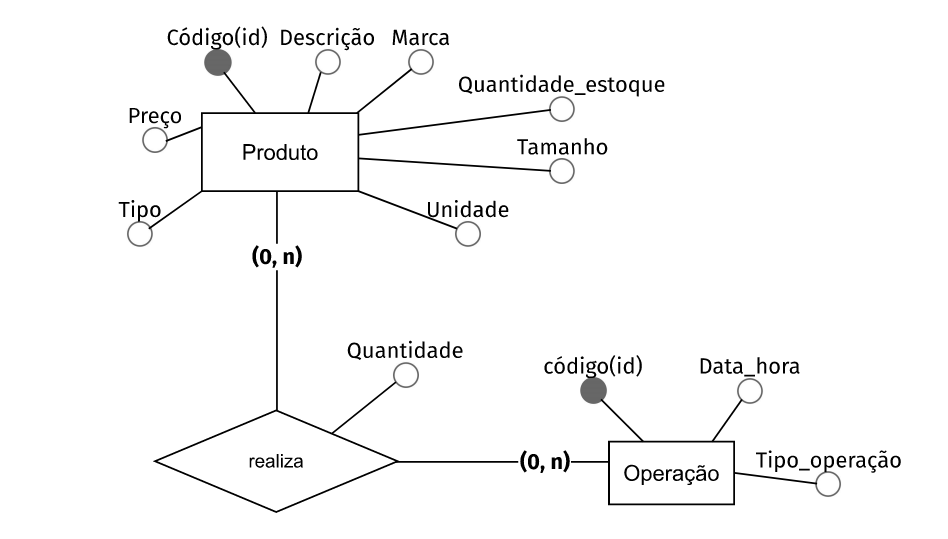 Código(id) Descrição Marca
Quantidade_estoque
Preço
Tamanho
Produto
Tipo
Unidade
(0, n)
Quantidade
código(id)
Data_hora
realiza
(0, n)
Tipo_operação
Operação